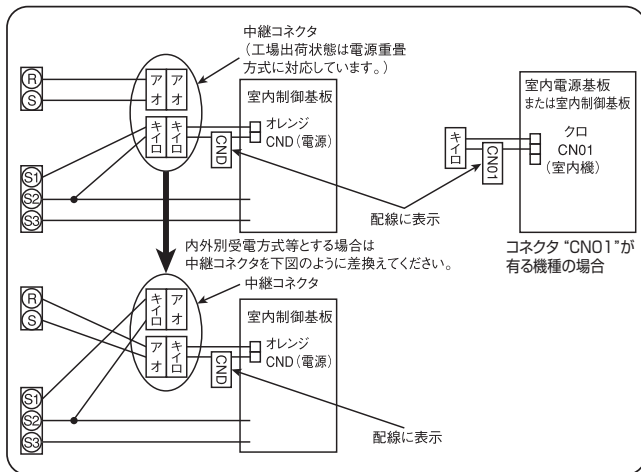 中継コネクタ
(工場出荷状態は電源重畳
方式に対応しています。)
R
S
アオ
アオ
キイロ
キイロ
S1
S2
S3
室内制御基板
オレンジ
CND(電源)
CND
配線に表示
室内電源基板
または室内制御基板
キイロ
CN01
クロ
CN01
(室内機)
コネクタ “CN01”が
有る機種の場合
内外別受電方式等とする場合は
中継コネクタを下図のように差換えてください。
中継コネクタ
R
S
キイロ
アオ
アオ
キイロ
S1
S2
S3
室内制御基板
オレンジ
CND(電源)
CND
配線に表示